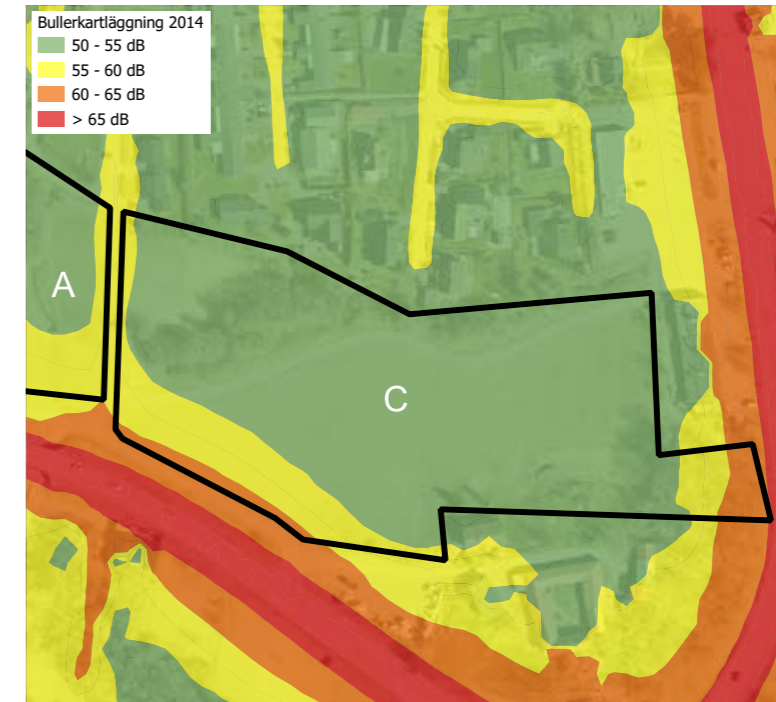 Bullerkartläggning 2014
50 - 55 dB
55 - 60 dB
60 - 65 dB
> 65 dB
A
C